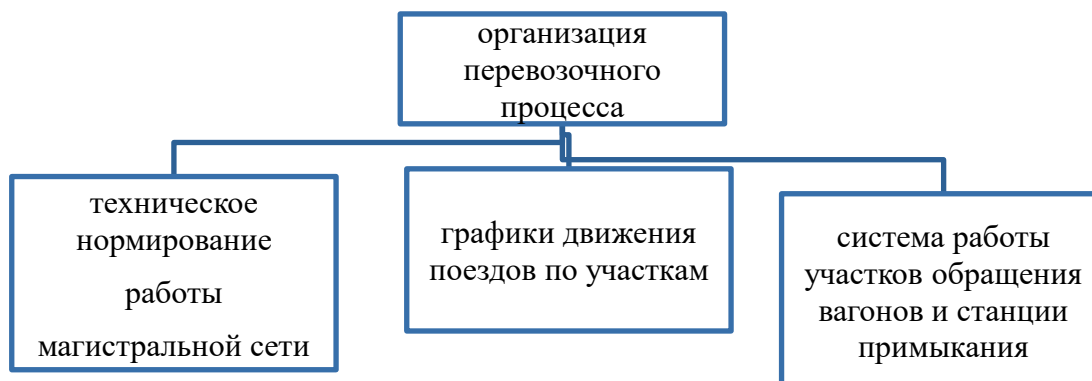 организация
перевозочного
процесса
техническое
нормирование
работы
магистральной сети
графики движения
поездов по участкам
система работы
участков обращения
вагонов и станции
примыкания